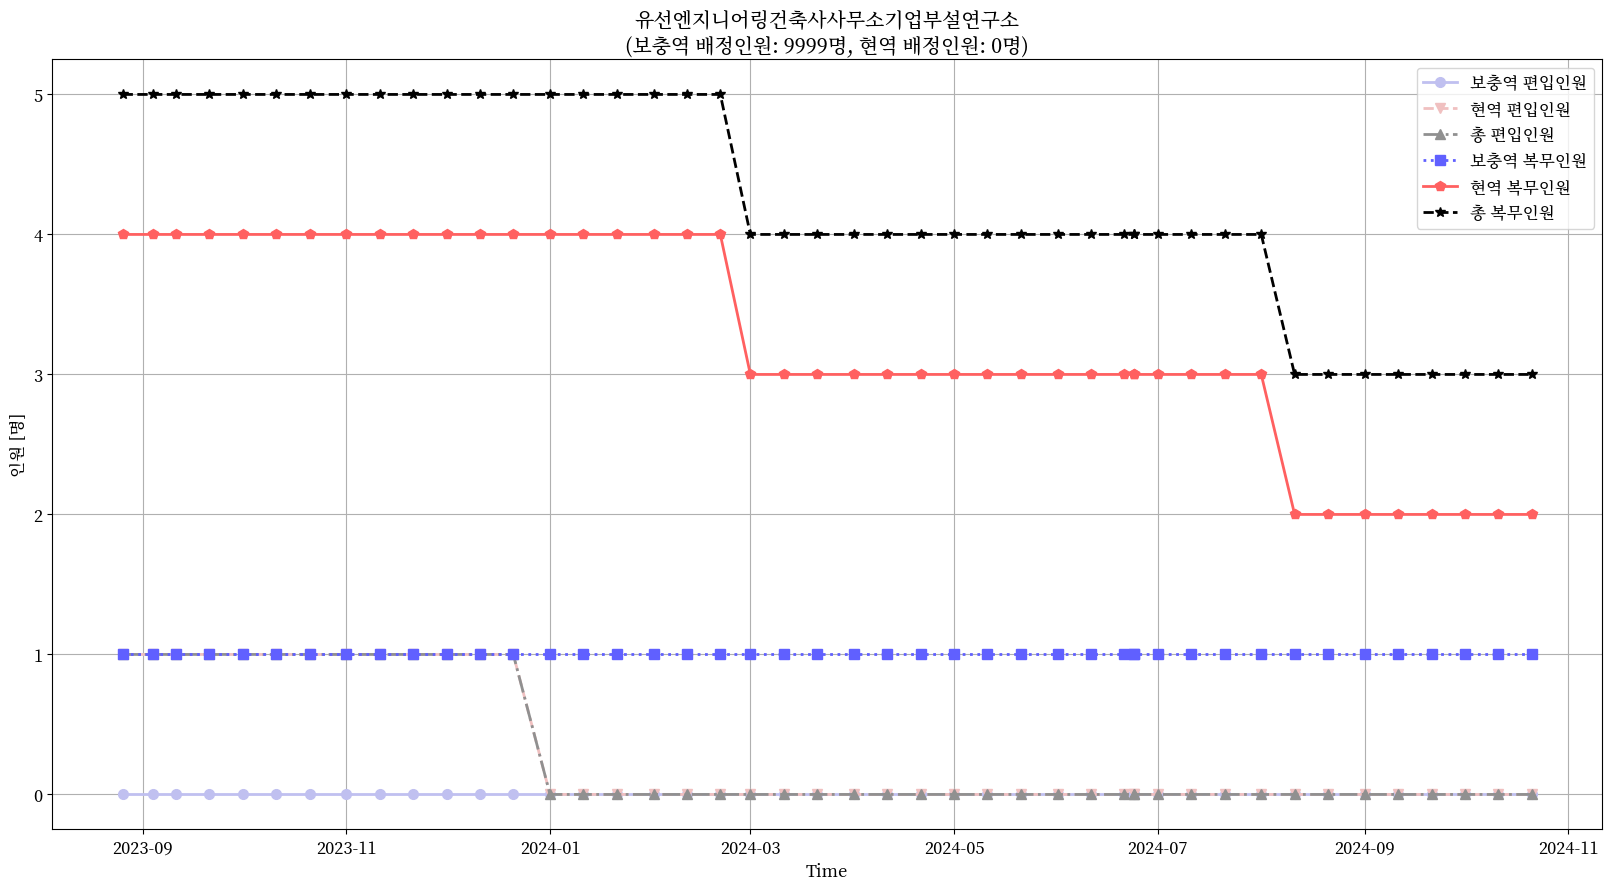 유선엔지니어링건축사사무소기업부설연구소
(보충역 배정인원: 9999명, 현역 배정인원: 0명)
보충역 편입인원
현역 편입인원
총 편입인원
보충역 복무인원
현역 복무인원
총 복무인원
인원 [명]
5
4
3
2
1
0
2023-09
2023-11
2024-01
2024-03
2024-05
2024-07
2024-09
2024-11
Time